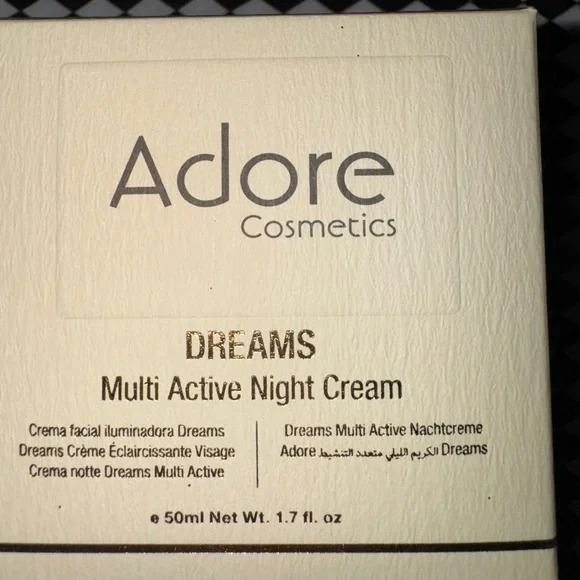 Adore
Cosmetics
DREAMS
Multi Active Night Cream
Crema facial iluminadora Dreams
Dreams Crème Éclaircissante Visage
Crema notte Dreams Multi Active
Dreams Multi Active Nachtcreme
Adore الكريم الليلي متعدد التنشيط Dreams
e 50ml Net Wt. 1.7 fl. oz